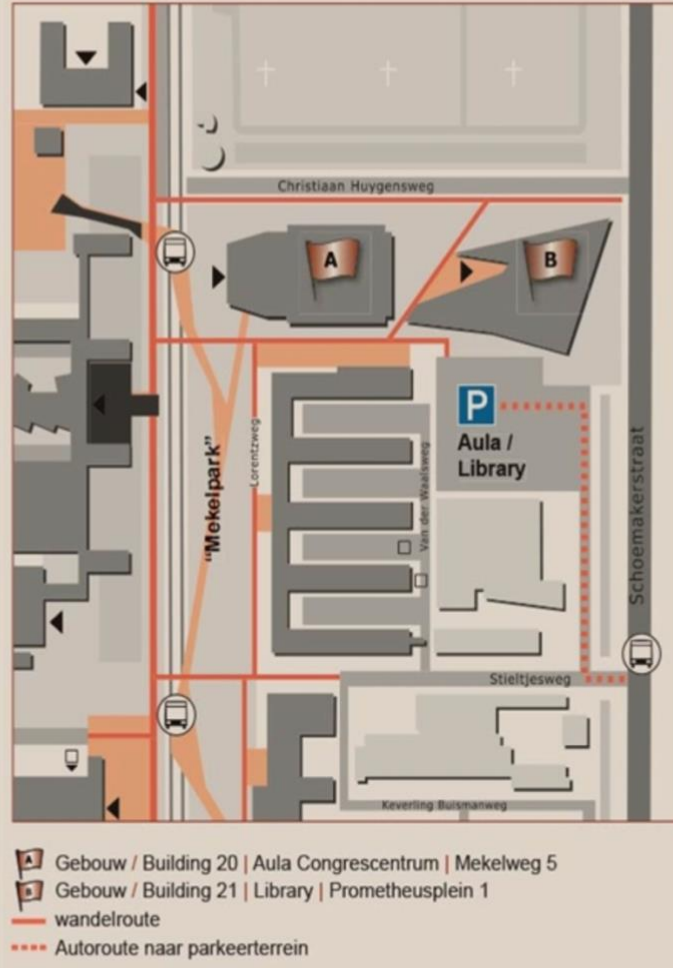 Christiaan Huygensweg
A
B
P
Aula /
Library
Lorentzweg
"Mekelpark"
Van der Waalsweg
Schoemakerstraat
Stieltjesweg
Keverling Buismanweg
A Gebouw / Building 20 | Aula Congrescentrum | Mekelweg 5
B Gebouw / Building 21 | Library | Prometheusplein 1
wandelroute
Autoroute naar parkeerterrein